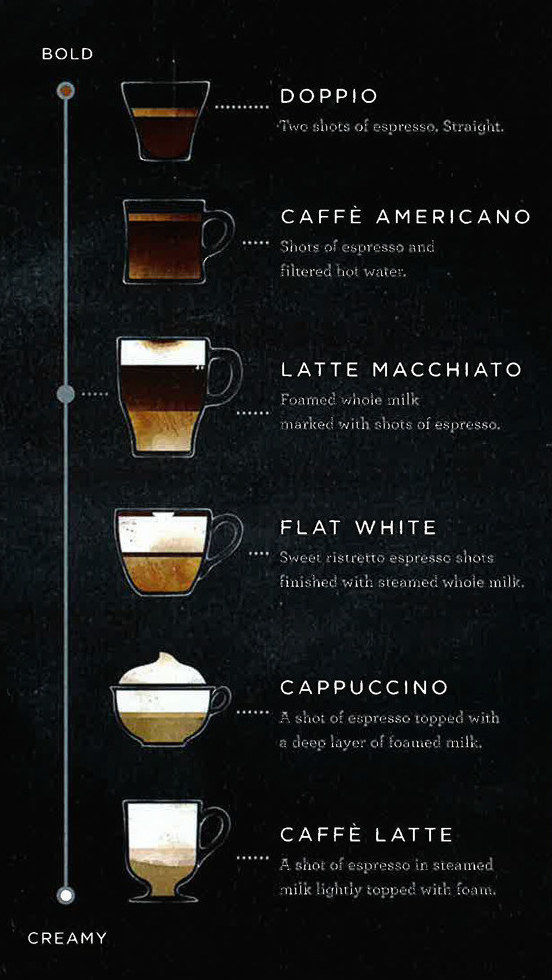 BOLD
DOPPIO
Two shots of espresso. Straight.
CAFFÈ AMERICANO
Shots of espresso and
filtered hot water.
LATTE MACCHIATO
Foamed whole milk
marked with shots of espresso.
FLAT WHITE
Sweet ristretto espresso shots
finished with steamed whole milk.
CAPPUCCINO
A shot of espresso topped with
a deep layer of foamed milk.
CAFFÈ LATTE
A shot of espresso in steamed
milk lightly topped with foam.
CREAMY